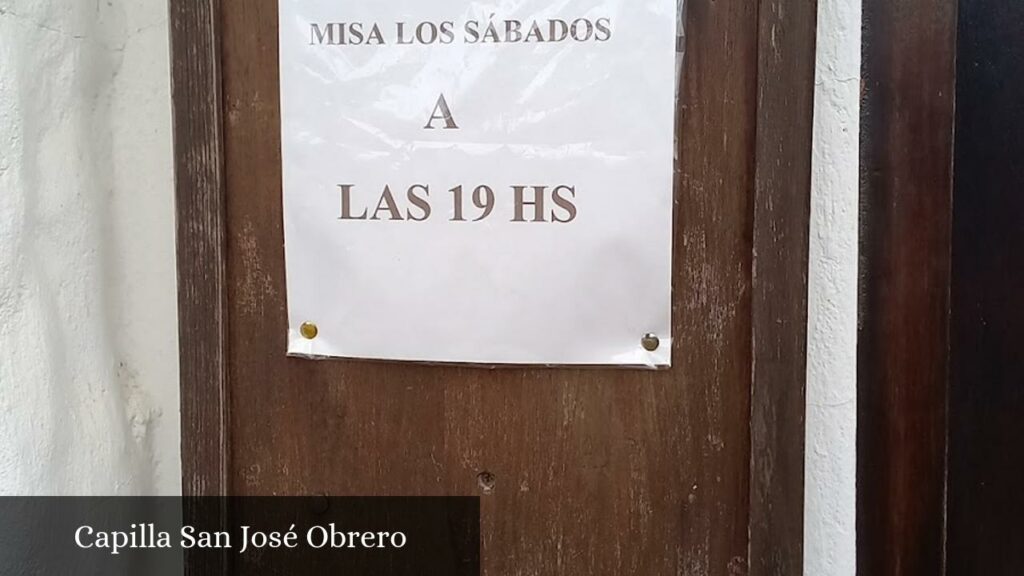 MISA LOS SÁBADOS
A
LAS 19 HS
Capilla San José Obrero